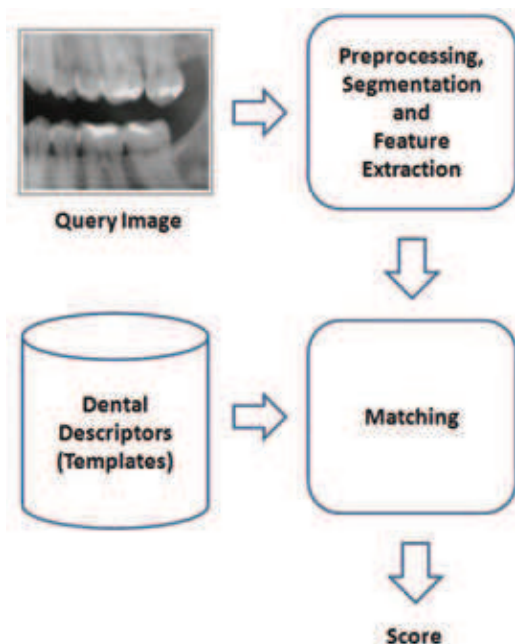 Preprocessing,
Segmentation
and
Feature
Extraction
Query Image
Dental
Descriptors
(Templates)
Matching
Score